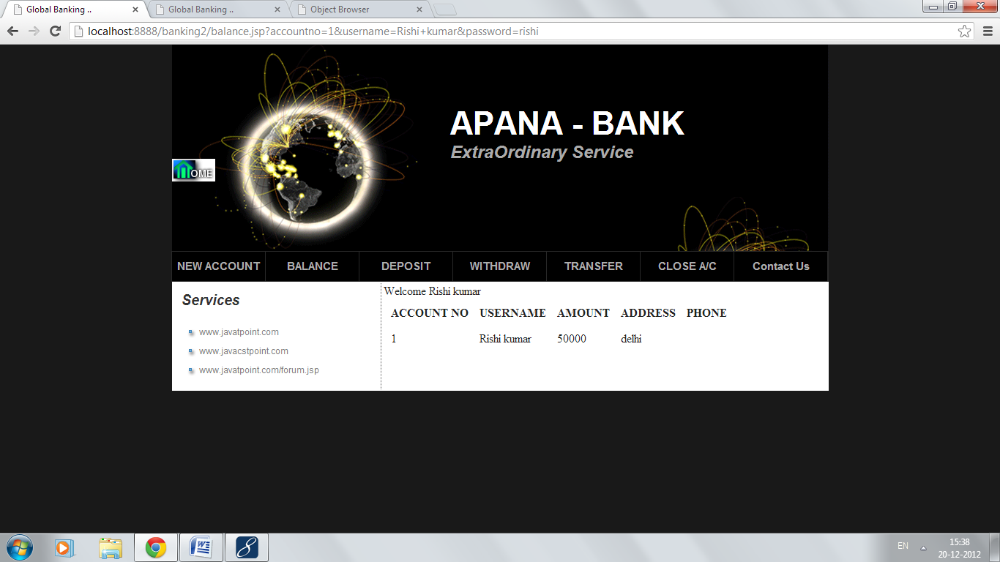 Global Banking ..
Global Banking ..
Object Browser
localhost:8888/banking2/balance.jsp?accountno=1&username=Rishi+kumar&password=rishi
APANA - BANK
ExtraOrdinary Service
HOME
NEW ACCOUNT BALANCE DEPOSIT WITHDRAW TRANSFER CLOSE A/C Contact Us
Services
www.javatpoint.com
www.javacstpoint.com
www.javatpoint.com/forum.jsp
Welcome Rishi kumar
ACCOUNT NO USERNAME AMOUNT ADDRESS PHONE
1 Rishi kumar 50000 delhi
EN
15:38
20-12-2012